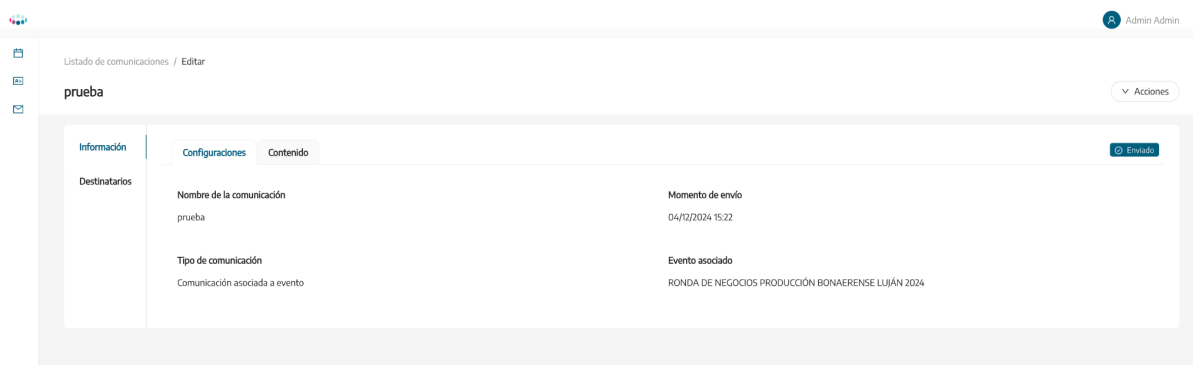 Admin Admin
Listado de comunicaciones / Editar
prueba
Acciones
Información
Destinatarios
Configuraciones
Contenido
Enviado
Nombre de la comunicación
prueba
Momento de envío
04/12/2024 15:22
Tipo de comunicación
Comunicación asociada a evento
Evento asociado
RONDA DE NEGOCIOS PRODUCCIÓN BONAERENSE LUJÁN 2024